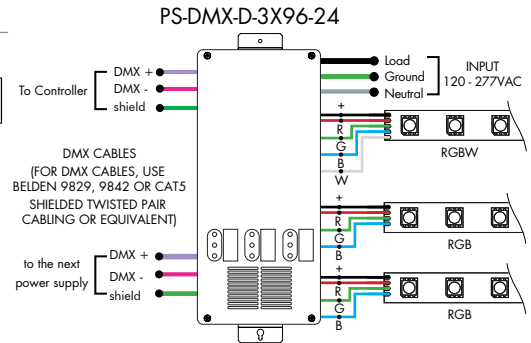 PS-DMX-D-3X96-24
To Controller
DMX +
DMX -
shield
Load
Ground
Neutral
INPUT
120 - 277VAC
+
R
G
B
W
RGBW
DMX CABLES
(FOR DMX CABLES, USE
BELDEN 9829, 9842 OR CAT5
SHIELDED TWISTED PAIR
CABLING OR EQUIVALENT)
+
R
G
B
RGB
to the next
power supply
DMX +
DMX -
shield
+
R
G
B
RGB